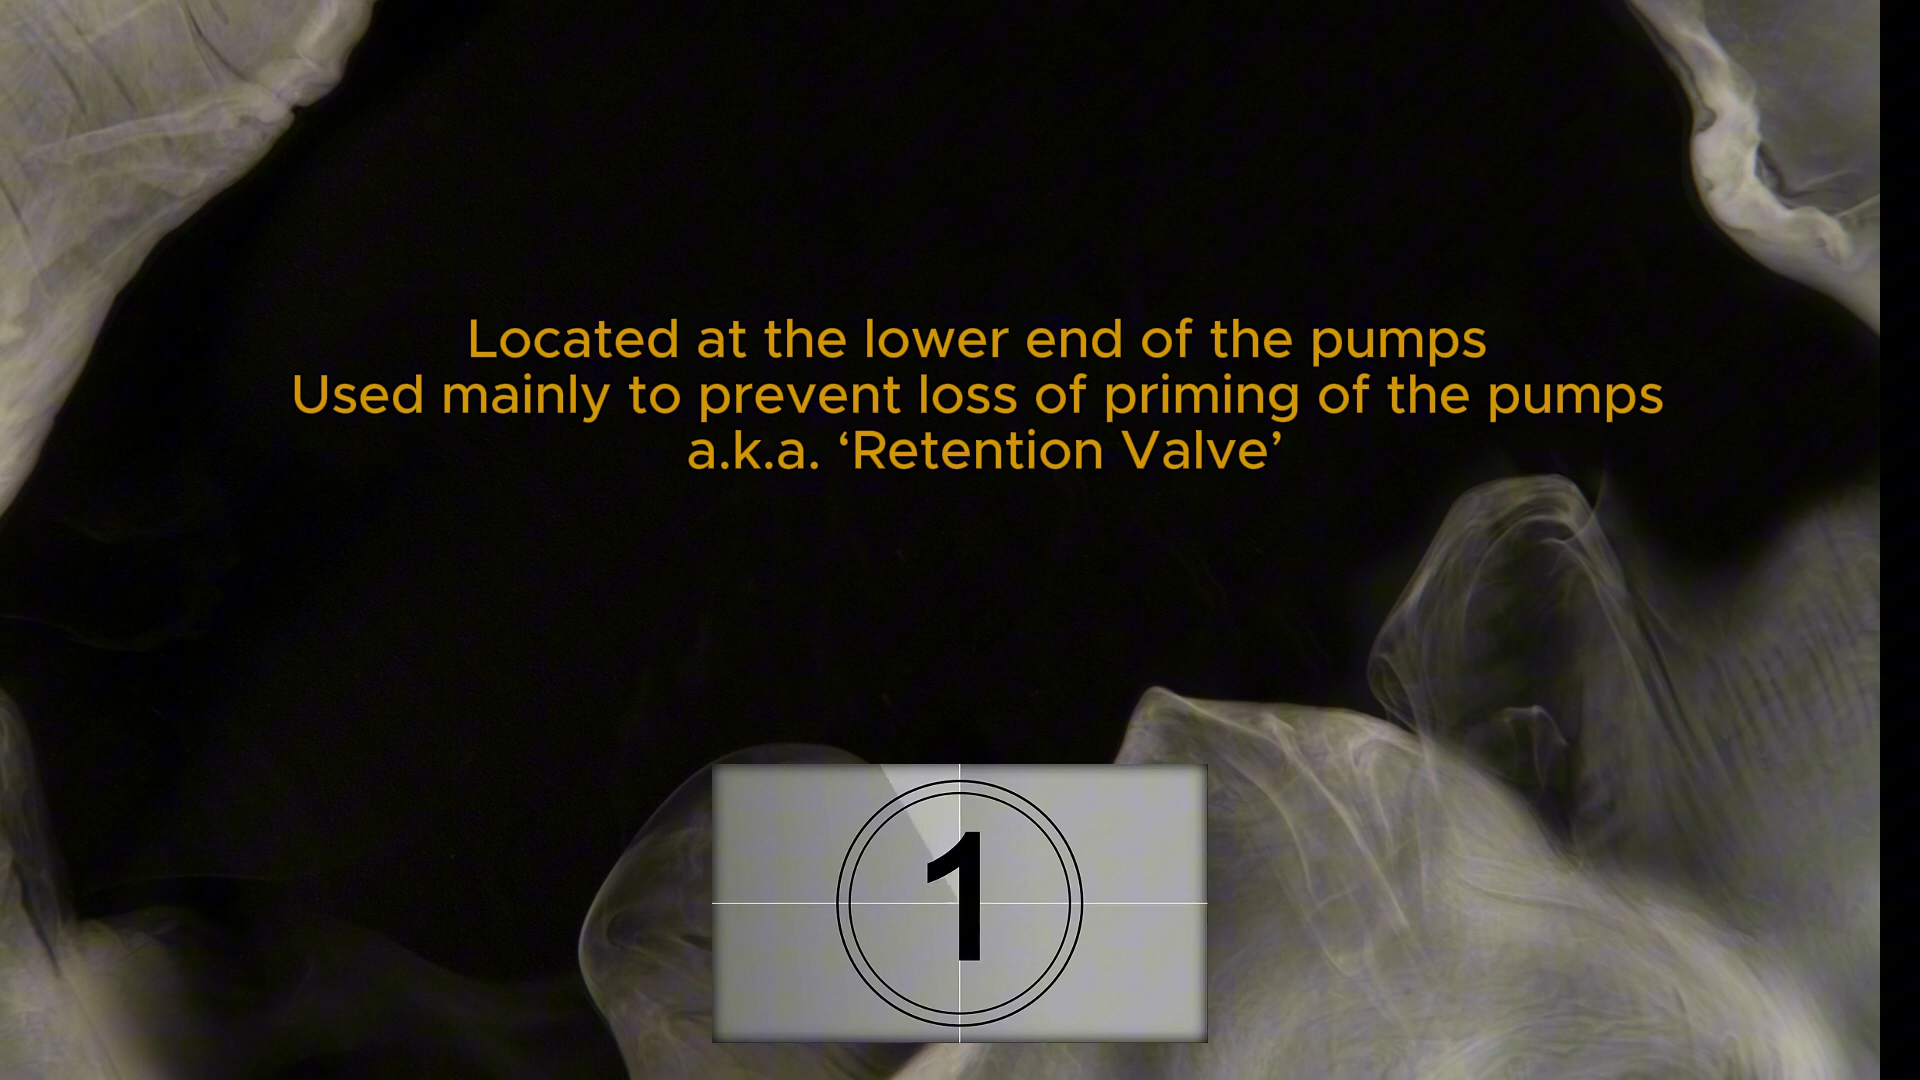 Located at the lower end of the pumps
Used mainly to prevent loss of priming of the pumps
a.k.a. ‘Retention Valve’
1